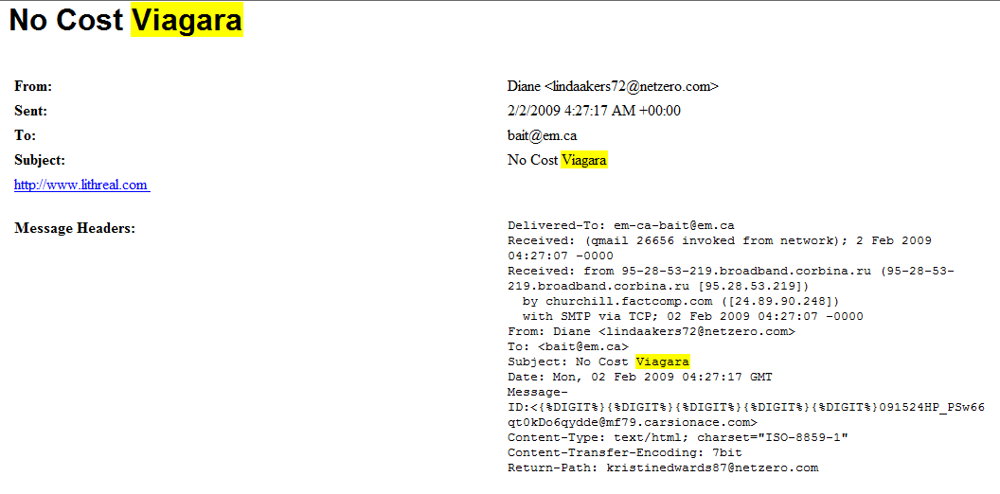 No Cost Viagara
From: Diane <lindaakers72@netzero.com>
Sent: 2/2/2009 4:27:17 AM +00:00
To: bait@em.ca
Subject: No Cost Viagara
http://www.lithreal.com
Message Headers: Delivered-To: em-ca-bait@em.ca
Received: (qmail 26656 invoked from network); 2 Feb 2009
04:27:07 -0000
Received: from 95-28-53-219.broadband.corbina.ru (95-28-53-
219.broadband.corbina.ru [95.28.53.219])
by churchill.factcomp.com ([24.89.90.248])
with SMTP via TCP; 02 Feb 2009 04:27:07 -0000
From: Diane <lindaakers72@netzero.com>
To: <bait@em.ca>
Subject: No Cost Viagara
Date: Mon, 02 Feb 2009 04:27:17 GMT
Message-
ID:<{%DIGIT%}{%DIGIT%}{%DIGIT%}{%DIGIT%}{%DIGIT%}091524HP_PSw66
qt0kDo6qydde@mf79.carsionace.com>
Content-Type: text/html; charset="ISO-8859-1"
Content-Transfer-Encoding: 7bit
Return-Path: kristinedwards87@netzero.com